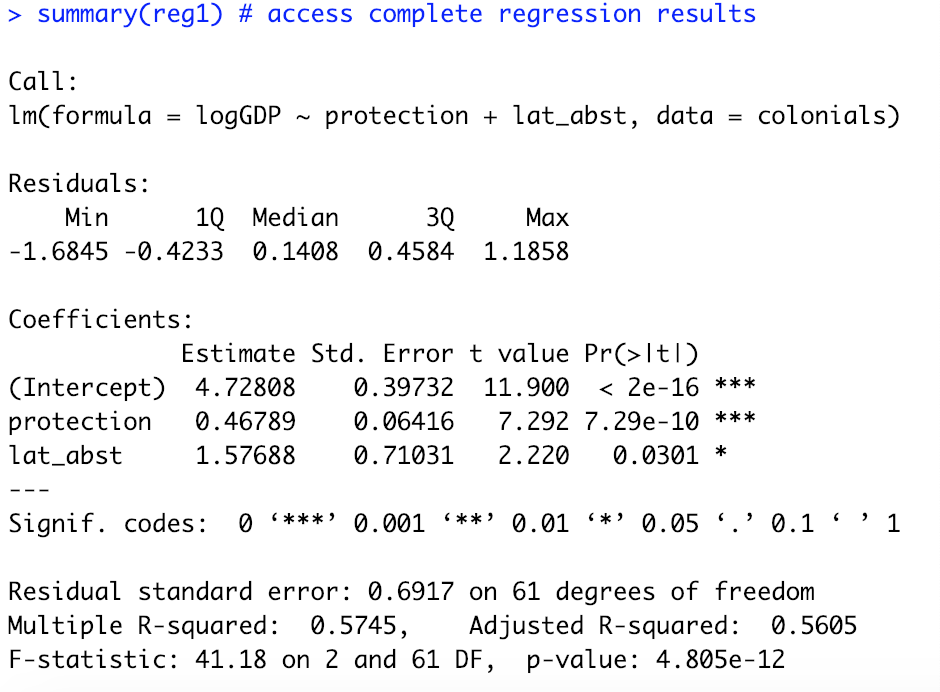 > summary(reg1) # access complete regression results
Call:
lm(formula = logGDP ~ protection + lat_abst, data = colonials)
Residuals:
    Min      1Q  Median      3Q     Max
-1.6845 -0.4233  0.1408  0.4584  1.1858
Coefficients:
            Estimate Std. Error t value Pr(>|t|)
(Intercept)  4.72808    0.39732  11.900  < 2e-16 ***
protection   0.46789    0.06416   7.292 7.29e-10 ***
lat_abst     1.57688    0.71031   2.220   0.0301 *
---
Signif. codes:  0 ‘***’ 0.001 ‘**’ 0.01 ‘*’ 0.05 ‘.’ 0.1 ‘ ’ 1
Residual standard error: 0.6917 on 61 degrees of freedom
Multiple R-squared:  0.5745,    Adjusted R-squared:  0.5605
F-statistic: 41.18 on 2 and 61 DF,  p-value: 4.805e-12